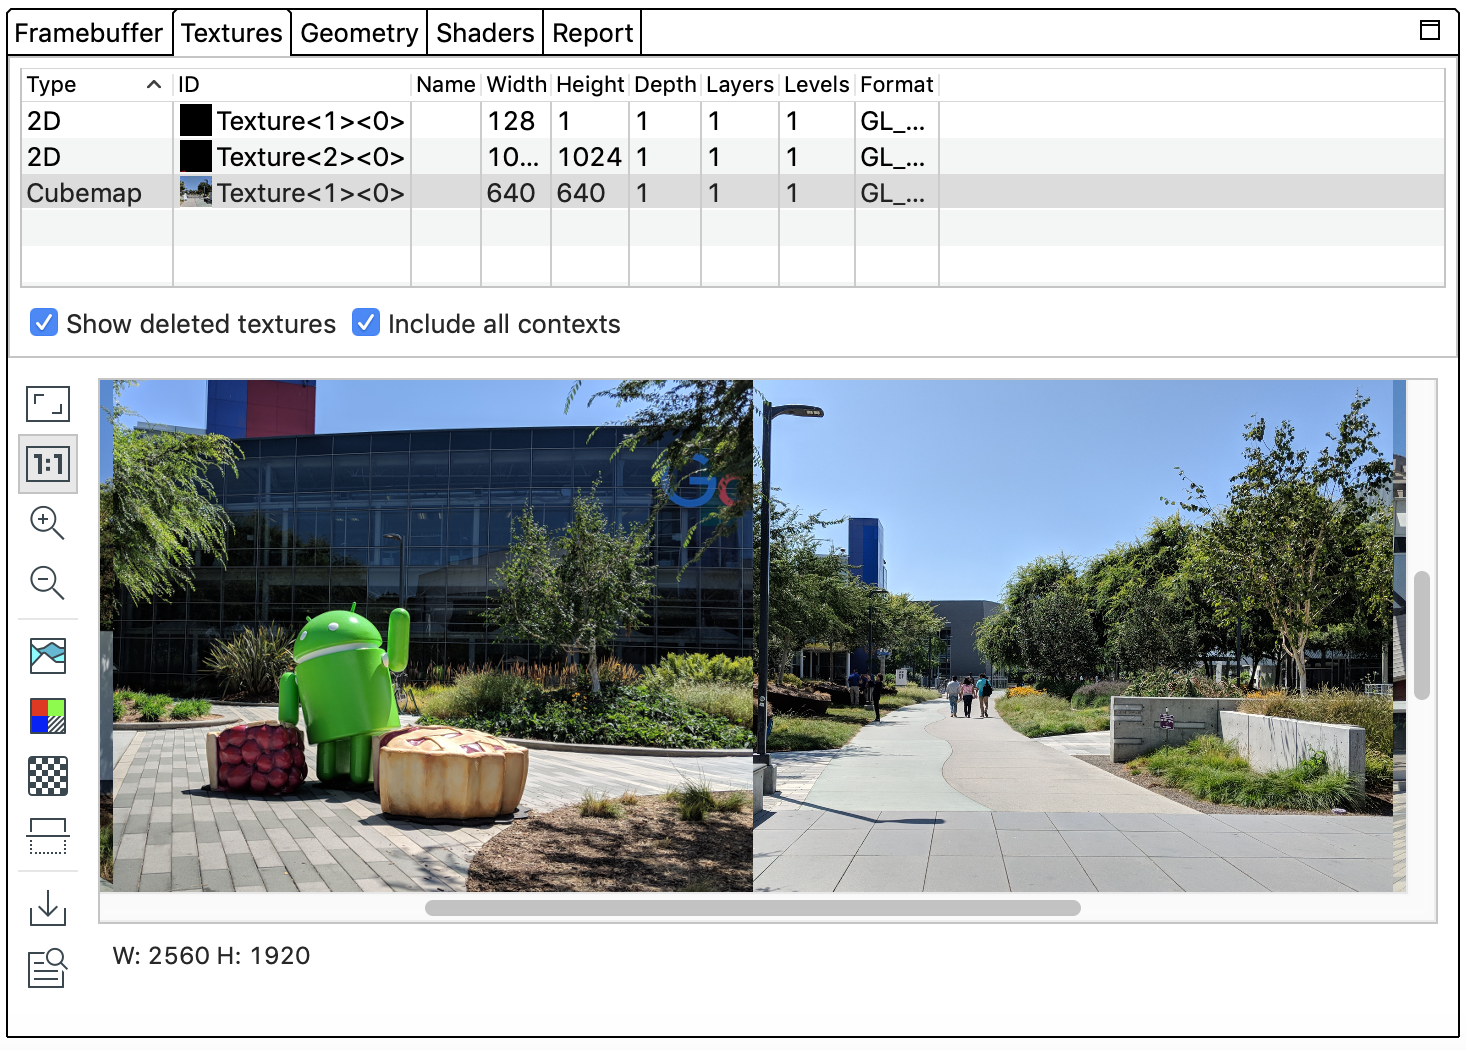 Framebuffer Textures Geometry Shaders Report
Type ID Name Width Height Depth Layers Levels Format
2D Texture<1><0> 128 1 1 1 1 GL_...
2D Texture<2><0> 10... 1024 1 1 1 GL_...
Cubemap Texture<1><0> 640 640 1 1 1 GL_...
Show deleted textures Include all contexts
1:1
Go
W: 2560 H: 1920